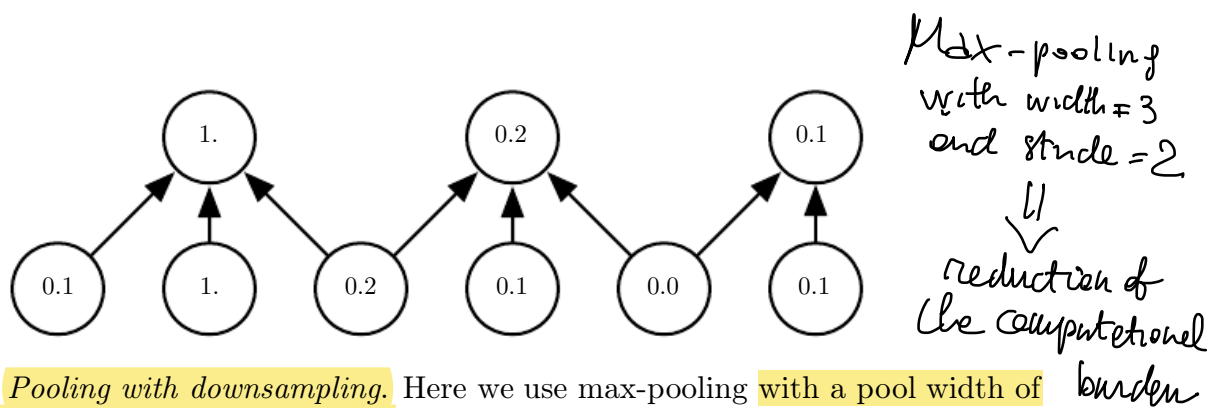 Max-pooling
with width=3
and stride=2
1.
0.2
0.1
⇓
0.1
1.
0.2
0.1
0.0
0.1
reduction of
the computational
burden
Pooling with downsampling. Here we use max-pooling with a pool width of